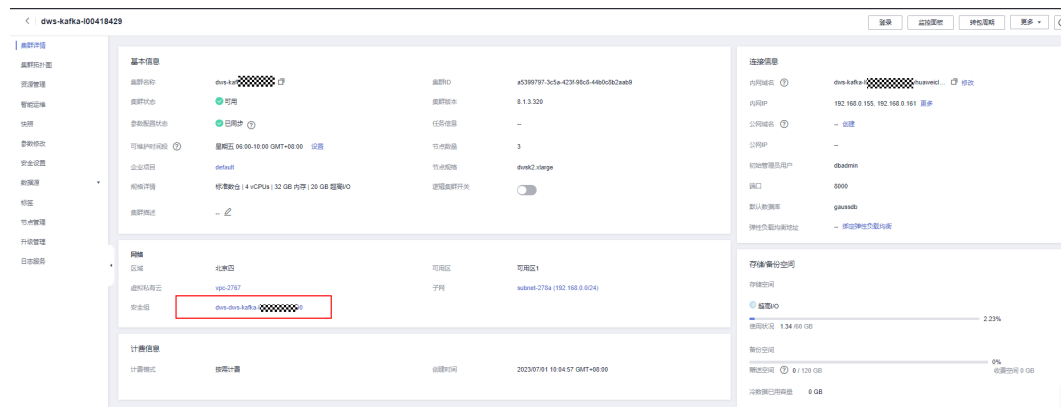 dws-kafka-l00418429
登录 监控面板 转包周期 更多
集群详情
集群拓扑图
资源管理
智能运维
快照
参数修改
安全设置
数据源
标签
节点管理
升级管理
日志服务
基本信息
集群名称 dws-kaf 集群ID a5399797-3c5a-423f-98c8-44b0c8b2aab9
集群状态 可用 集群版本 8.1.3.320
参数配置状态 已同步 任务信息 --
可维护时间段 星期五 06:00-10:00 GMT+08:00 设置 节点数量 3
企业项目 default 节点规格 dwsk2.xlarge
规格详情 标准数仓 | 4 vCPUs | 32 GB 内存 | 20 GB 超高I/O 逻辑集群开关
集群描述 --
网络
区域 北京四 可用区 可用区1
虚拟私有云 vpc-2767 子网 subnet-278a (192.168.0.0/24)
安全组 dws-dws-kafka-
计费信息
计费模式 按需计费 创建时间 2023/07/01 10:04:57 GMT+08:00
连接信息
内网域名 dws-kafka-l huaweicl... 修改
内网IP 192.168.0.155, 192.168.0.161 更多
公网域名 -- 创建
公网IP --
初始管理员用户 dbadmin
端口 8000
默认数据库 gaussdb
弹性负载均衡地址 -- 绑定弹性负载均衡
存储/备份空间
存储空间
超高I/O
2.23%
使用状况 1.34 /60 GB
备份空间
0%
赠送空间 0 / 120 GB 收费空间 0 GB
冷数据已用容量 0 GB